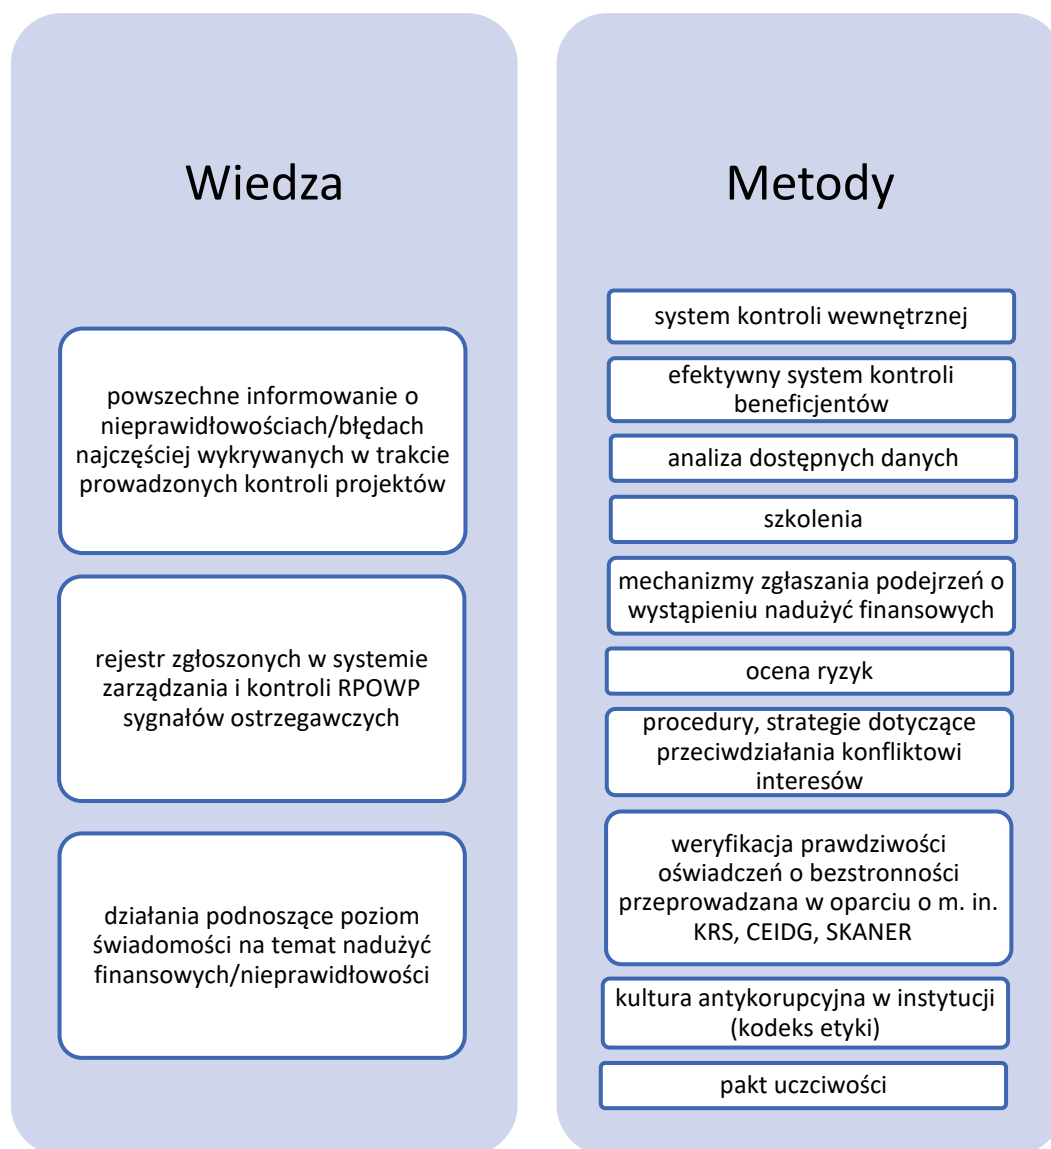 Wiedza
powszechne informowanie o
nieprawidłowościach/błędach
najczęściej wykrywanych w trakcie
prowadzonych kontroli projektów
rejestr zgłoszonych w systemie
zarządzania i kontroli RPOWP
sygnałów ostrzegawczych
działania podnoszące poziom
świadomości na temat nadużyć
finansowych/nieprawidłowości
Metody
system kontroli wewnętrznej
efektywny system kontroli
beneficjentów
analiza dostępnych danych
szkolenia
mechanizmy zgłaszania podejrzeń o
wystąpieniu nadużyć finansowych
ocena ryzyk
procedury, strategie dotyczące
przeciwdziałania konfliktowi
interesów
weryfikacja prawdziwości
oświadczeń o bezstronności
przeprowadzana w oparciu o m. in.
KRS, CEIDG, SKANER
kultura antykorupcyjna w instytucji
(kodeks etyki)
pakt uczciwości